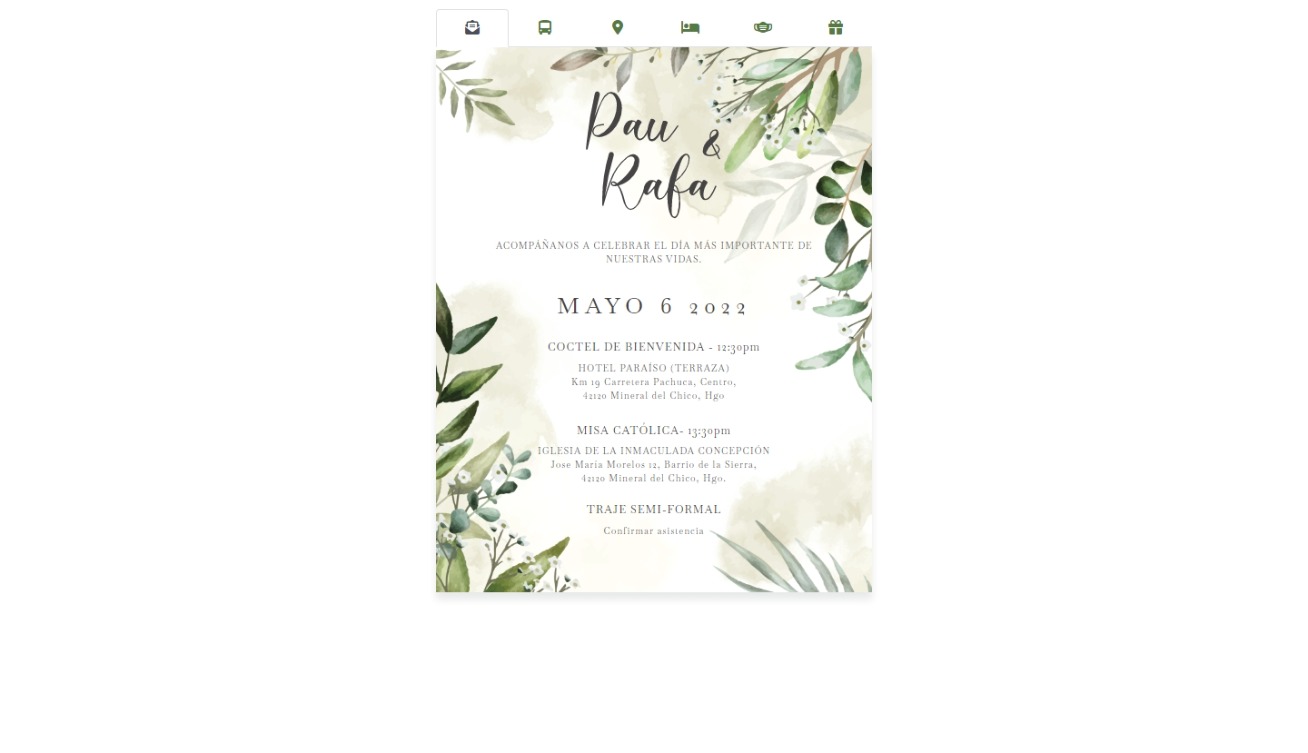 Pau
&
Rafa
ACOMPÁÑANOS A CELEBRAR EL DÍA MÁS IMPORTANTE DE
NUESTRAS VIDAS.
MAYO 6 2022
COCTEL DE BIENVENIDA - 12:30pm
HOTEL PARAÍSO (TERRAZA)
Km 19 Carretera Pachuca, Centro,
42120 Mineral del Chico, Hgo
MISA CATÓLICA- 13:30pm
IGLESIA DE LA INMACULADA CONCEPCIÓN
Jose María Morelos 12, Barrio de la Sierra,
42120 Mineral del Chico, Hgo.
TRAJE SEMI-FORMAL
Confirmar asistencia